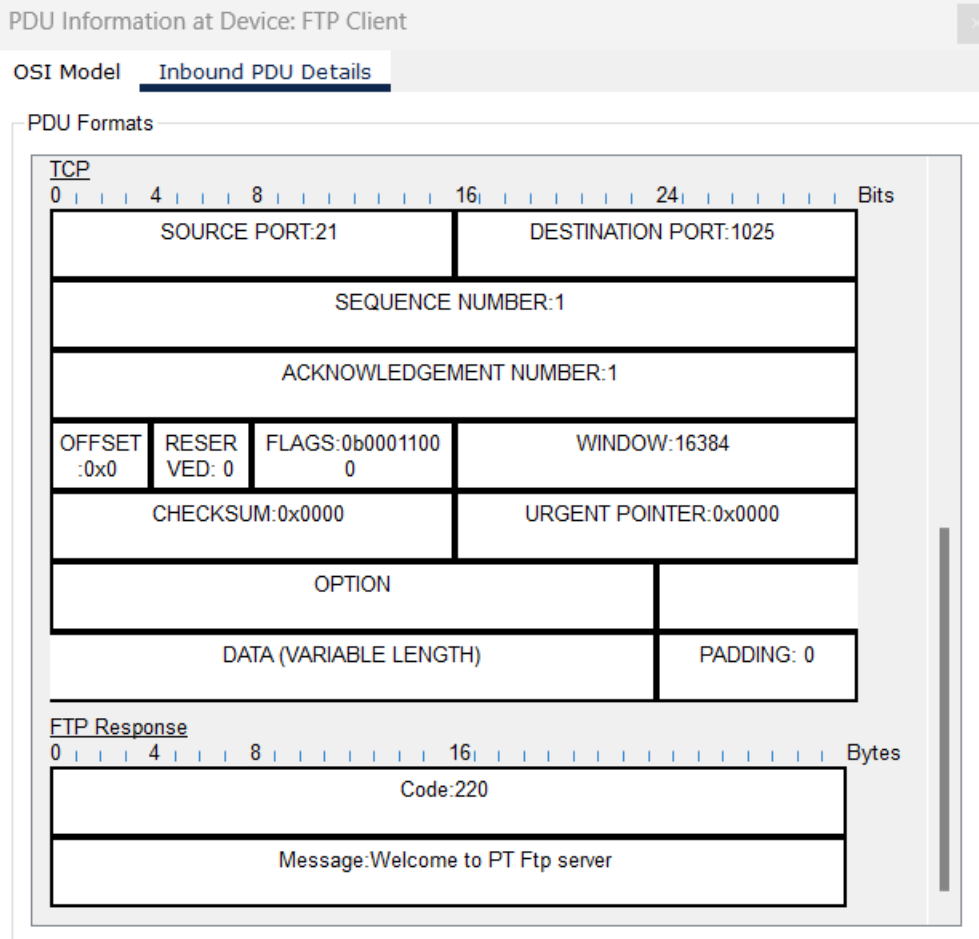 PDU Information at Device: FTP Client
OSI Model Inbound PDU Details
PDU Formats
TCP
0 4 8 16 24 Bits
SOURCE PORT:21 DESTINATION PORT:1025
SEQUENCE NUMBER:1
ACKNOWLEDGEMENT NUMBER:1
OFFSET RESER FLAGS:0b0001100 WINDOW:16384
:0x0 VED: 0 0
CHECKSUM:0x0000 URGENT POINTER:0x0000
OPTION
DATA (VARIABLE LENGTH) PADDING: 0
FTP Response
0 4 8 16 Bytes
Code:220
Message:Welcome to PT Ftp server